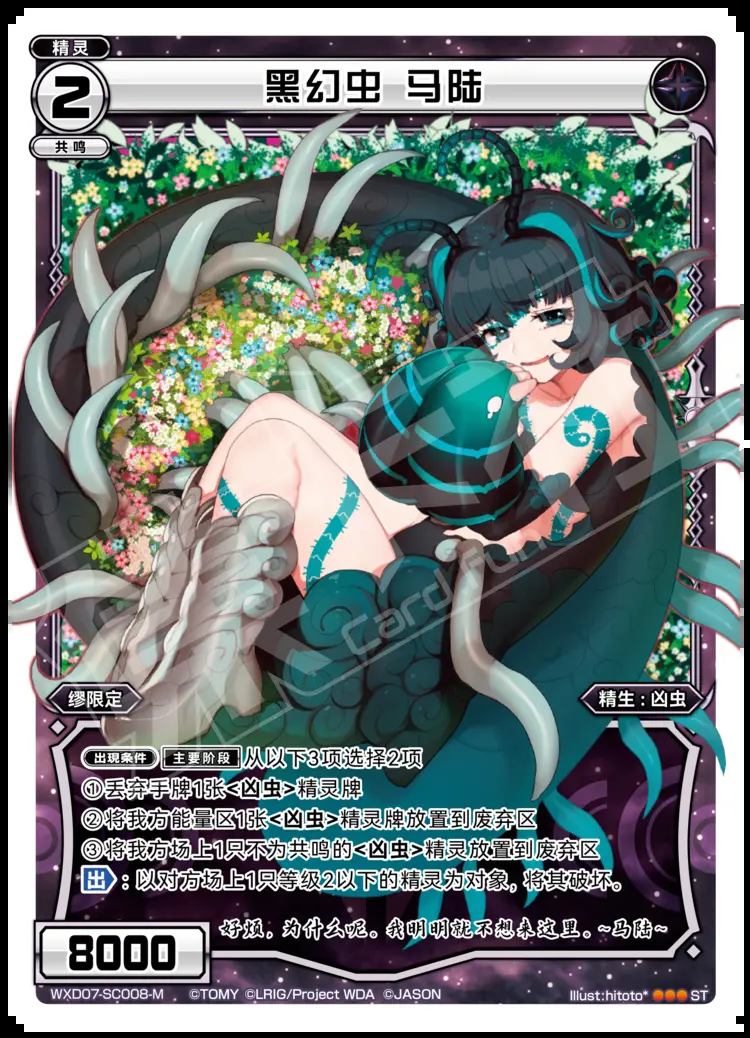 精灵
2
黑幻虫 马陆
共鸣
Card Fun
缪限定
精生:凶虫
出现条件 主要阶段 从以下3项选择2项
①丢弃手牌1张<凶虫>精灵牌
②将我方能量区1张<凶虫>精灵牌放置到废弃区
③将我方场上1只不为共鸣的<凶虫>精灵放置到废弃区
出:以对方场上1只等级2以下的精灵为对象,将其破坏。
好烦,为什么呢。我明明就不想来这里。~马陆~
8000
WXD07-SC008-M ©TOMY ©LRIG/Project WDA ©JASON Illust:hitoto* ST